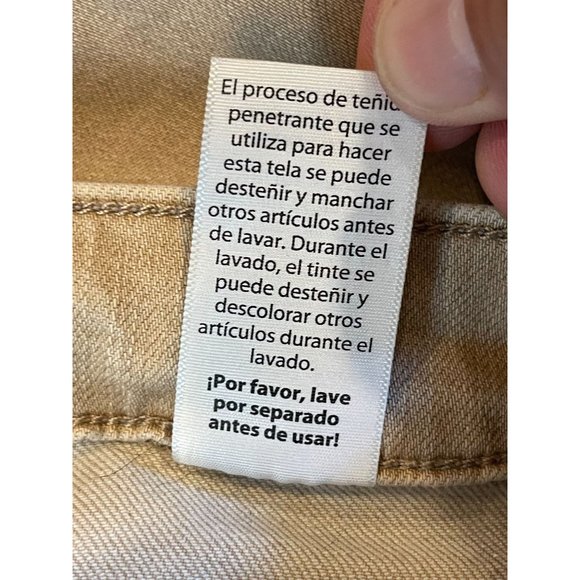 El proceso de teñido
penetrante que se
utiliza para hacer
esta tela se puede
desteñir y manchar
otros artículos antes
de lavar. Durante el
lavado, el tinte se
puede desteñir y
descolorar otros
artículos durante el
lavado.
¡Por favor, lave
por separado
antes de usar!